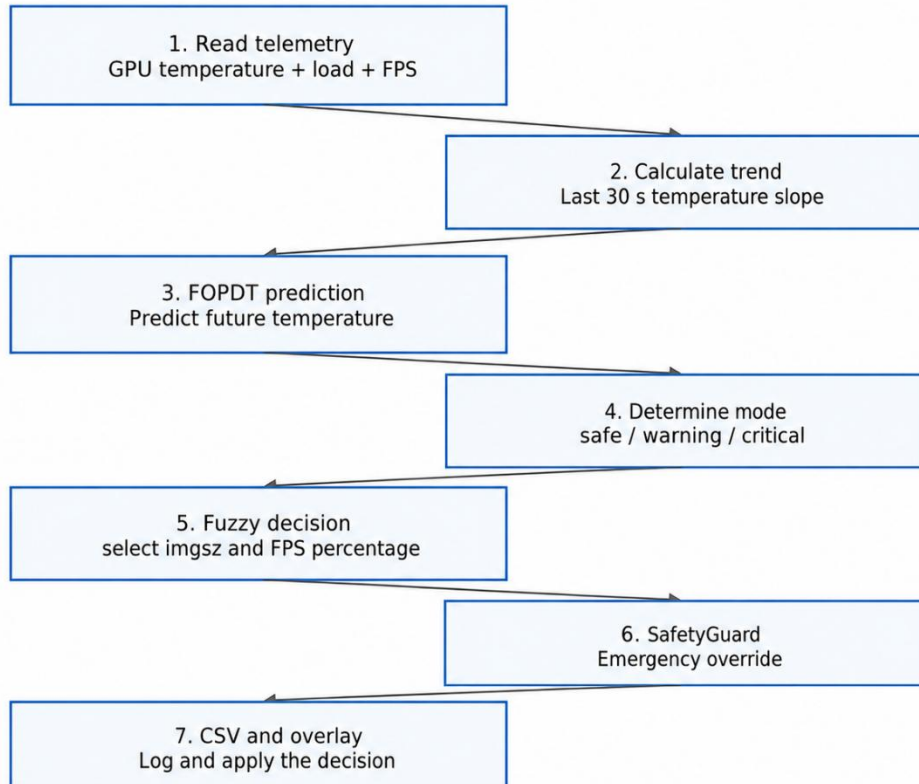 1. Read telemetry
GPU temperature + load + FPS
2. Calculate trend
Last 30 s temperature slope
3. FOPDT prediction
Predict future temperature
4. Determine mode
safe / warning / critical
5. Fuzzy decision
select imgsz and FPS percentage
6. SafetyGuard
Emergency override
7. CSV and overlay
Log and apply the decision